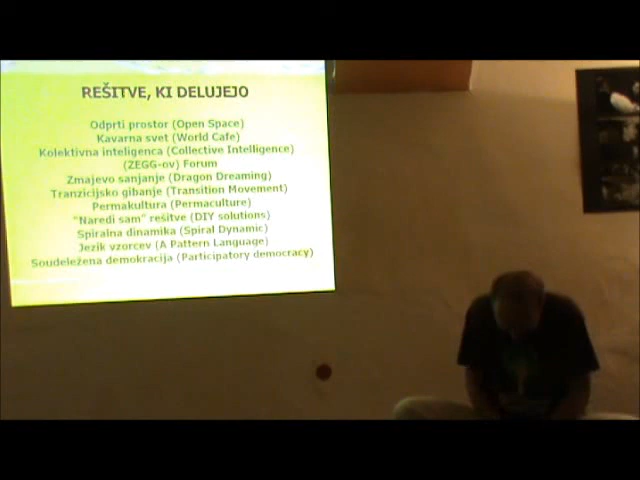 REŠITVE, KI DELUJEJO
Odprti prostor (Open Space)
Kavarna svet (World Cafe)
Kolektivna inteligenca (Collective Intelligence)
(ZEGG-ov) Forum
Zmajevo sanjanje (Dragon Dreaming)
Tranzicijsko gibanje (Transition Movement)
Permakultura (Permaculture)
"Naredi sam" rešitve (DIY solutions)
Spiralna dinamika (Spiral Dynamic)
Jezik vzorcev (A Pattern Language)
Soudeležena demokracija (Participatory democracy)